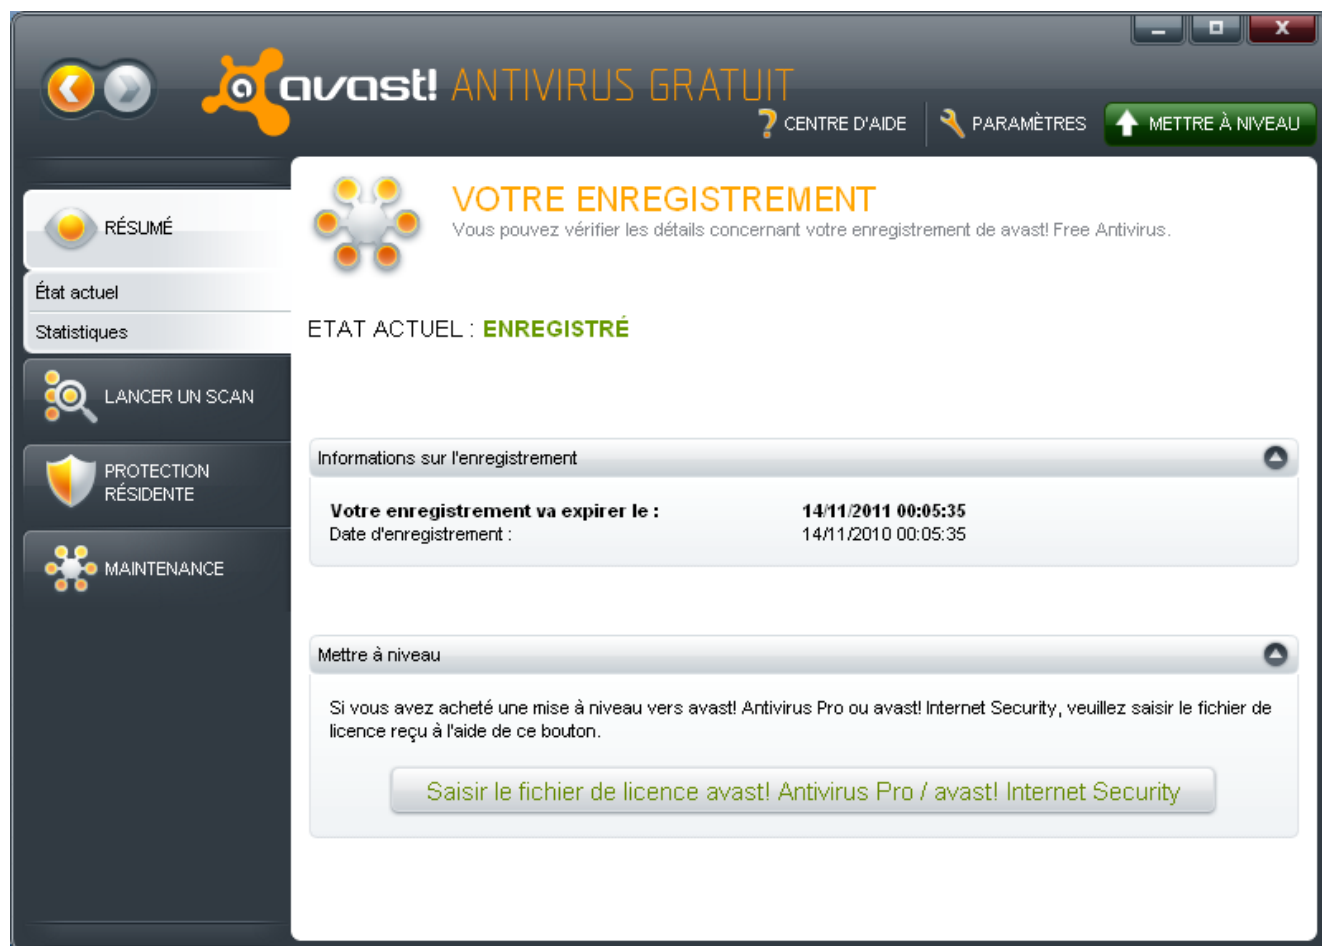 avast! ANTIVIRUS GRATUIT
CENTRE D'AIDE
PARAMÈTRES
METTRE À NIVEAU
RÉSUMÉ
État actuel
Statistiques
LANCER UN SCAN
PROTECTION
RÉSIDENTE
MAINTENANCE
VOTRE ENREGISTREMENT
Vous pouvez vérifier les détails concernant votre enregistrement de avast! Free Antivirus.
ETAT ACTUEL : ENREGISTRÉ
Informations sur l'enregistrement
Votre enregistrement va expirer le : 14/11/2011 00:05:35
Date d'enregistrement : 14/11/2010 00:05:35
Mettre à niveau
Si vous avez acheté une mise à niveau vers avast! Antivirus Pro ou avast! Internet Security, veuillez saisir le fichier de
licence reçu à l'aide de ce bouton.
Saisir le fichier de licence avast! Antivirus Pro / avast! Internet Security